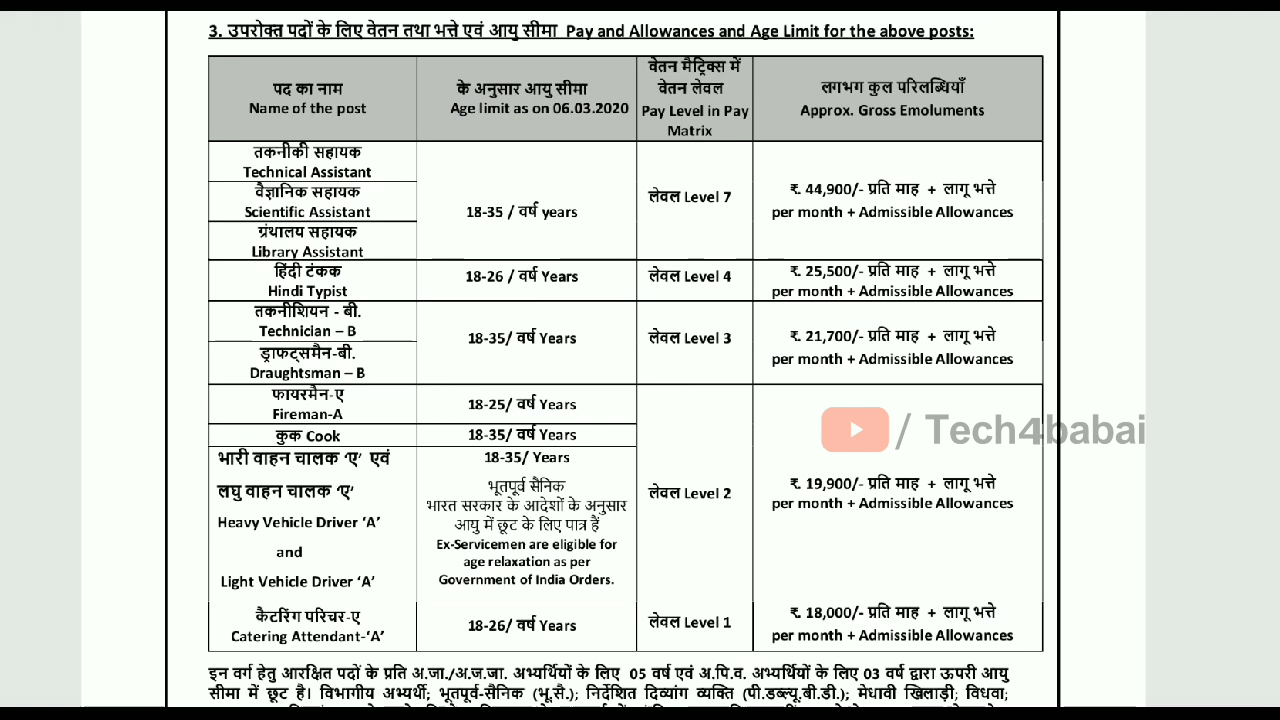 3. उपरोक्त पदों के लिए वेतन तथा भत्ते एवं आयु सीमा Pay and Allowances and Age Limit for the above posts:
पद का नाम
Name of the post
के अनुसार आयु सीमा
Age limit as on 06.03.2020
वेतन मैट्रिक्स में
वेतन लेवल
Pay Level in Pay
Matrix
लगभग कुल परिलब्धियाँ
Approx. Gross Emoluments
तकनीकी सहायक
Technical Assistant
वैज्ञानिक सहायक
Scientific Assistant
ग्रंथालय सहायक
Library Assistant
18-35 / वर्ष years
लेवल Level 7
₹. 44,900/- प्रति माह + लागू भत्ते
per month + Admissible Allowances
हिंदी टंकक
Hindi Typist
18-26 / वर्ष Years
लेवल Level 4
₹. 25,500/- प्रति माह + लागू भत्ते
per month + Admissible Allowances
तकनीशियन - बी.
Technician – B
ड्राफट्समैन-बी.
Draughtsman – B
18-35/ वर्ष Years
लेवल Level 3
₹. 21,700/- प्रति माह + लागू भत्ते
per month + Admissible Allowances
फायरमैन-ए
Fireman-A
18-25/ वर्ष Years
कुक Cook
18-35/ वर्ष Years
भारी वाहन चालक ‘ए’ एवं
लघु वाहन चालक ‘ए’
Heavy Vehicle Driver ‘A’
and
Light Vehicle Driver ‘A’
18-35/ Years
भूतपूर्व सैनिक
भारत सरकार के आदेशों के अनुसार
आयु में छूट के लिए पात्र हैं
Ex-Servicemen are eligible for
age relaxation as per
Government of India Orders.
लेवल Level 2
₹. 19,900/- प्रति माह + लागू भत्ते
per month + Admissible Allowances
/ Tech4babai
कैटरिंग परिचर-ए
Catering Attendant-‘A’
18-26/ वर्ष Years
लेवल Level 1
₹. 18,000/- प्रति माह + लागू भत्ते
per month + Admissible Allowances
इन वर्ग हेतु आरक्षित पदों के प्रति अ.जा./अ.ज.जा. अभ्यर्थियों के लिए 05 वर्ष एवं अ.पि.व. अभ्यर्थियों के लिए 03 वर्ष द्वारा ऊपरी आयु
सीमा में छूट है। विभागीय अभ्यर्थी; भूतपूर्व-सैनिक (भू.सै.); निर्देशित दिव्यांग व्यक्ति (पी.डब्ल्यू.बी.डी.); मेधावी खिलाड़ी; विधवा;